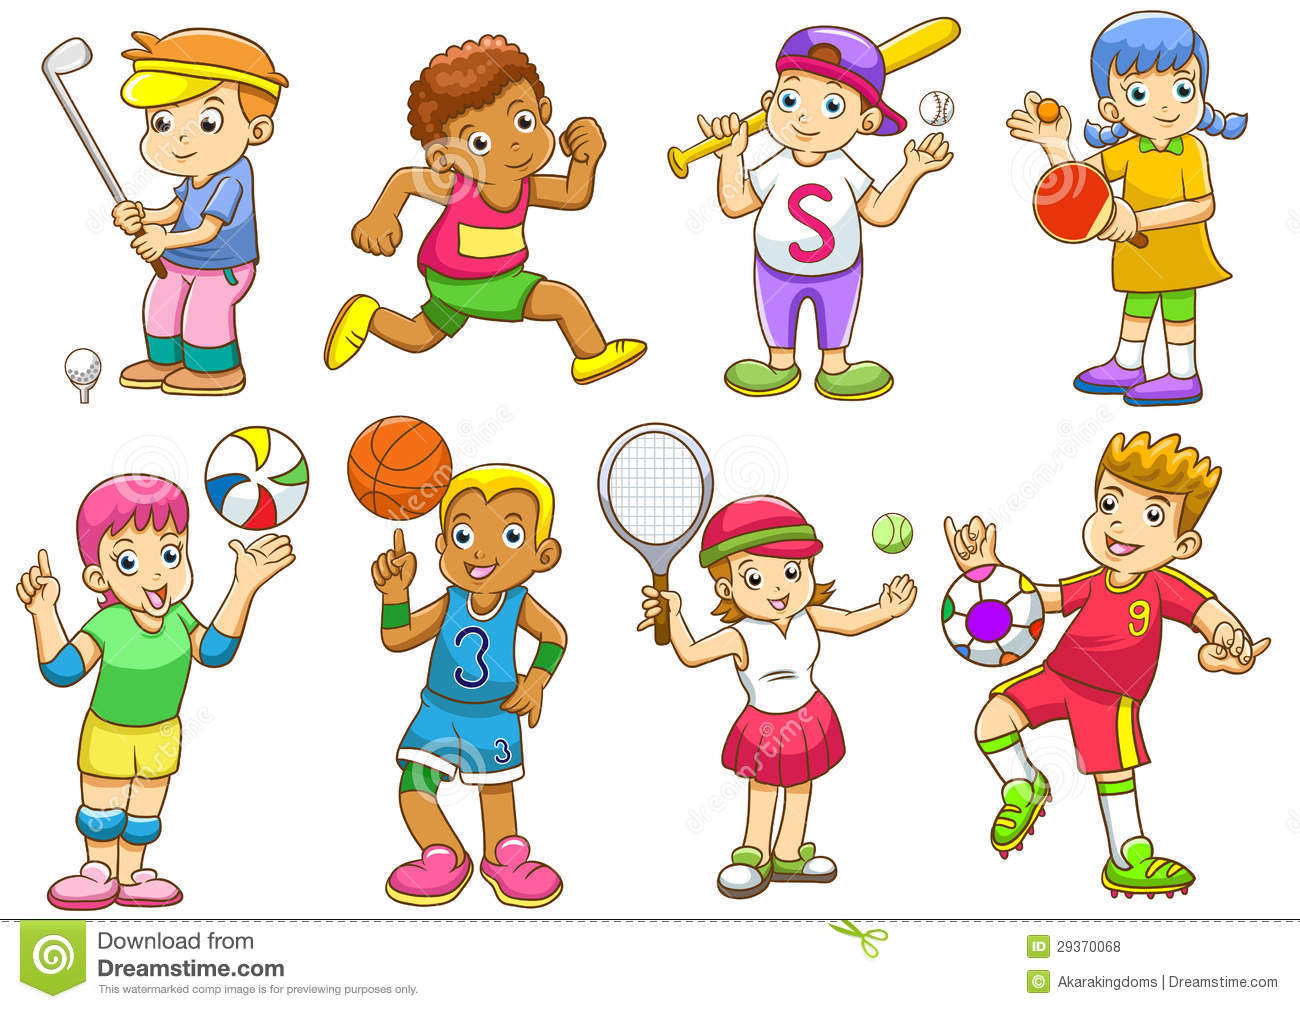 S
3
3
9
Download from
Dreamstime.com
This watermarked comp image is for previewing purposes only.
ID 29370068
© Akarakingdoms | Dreamstime.com